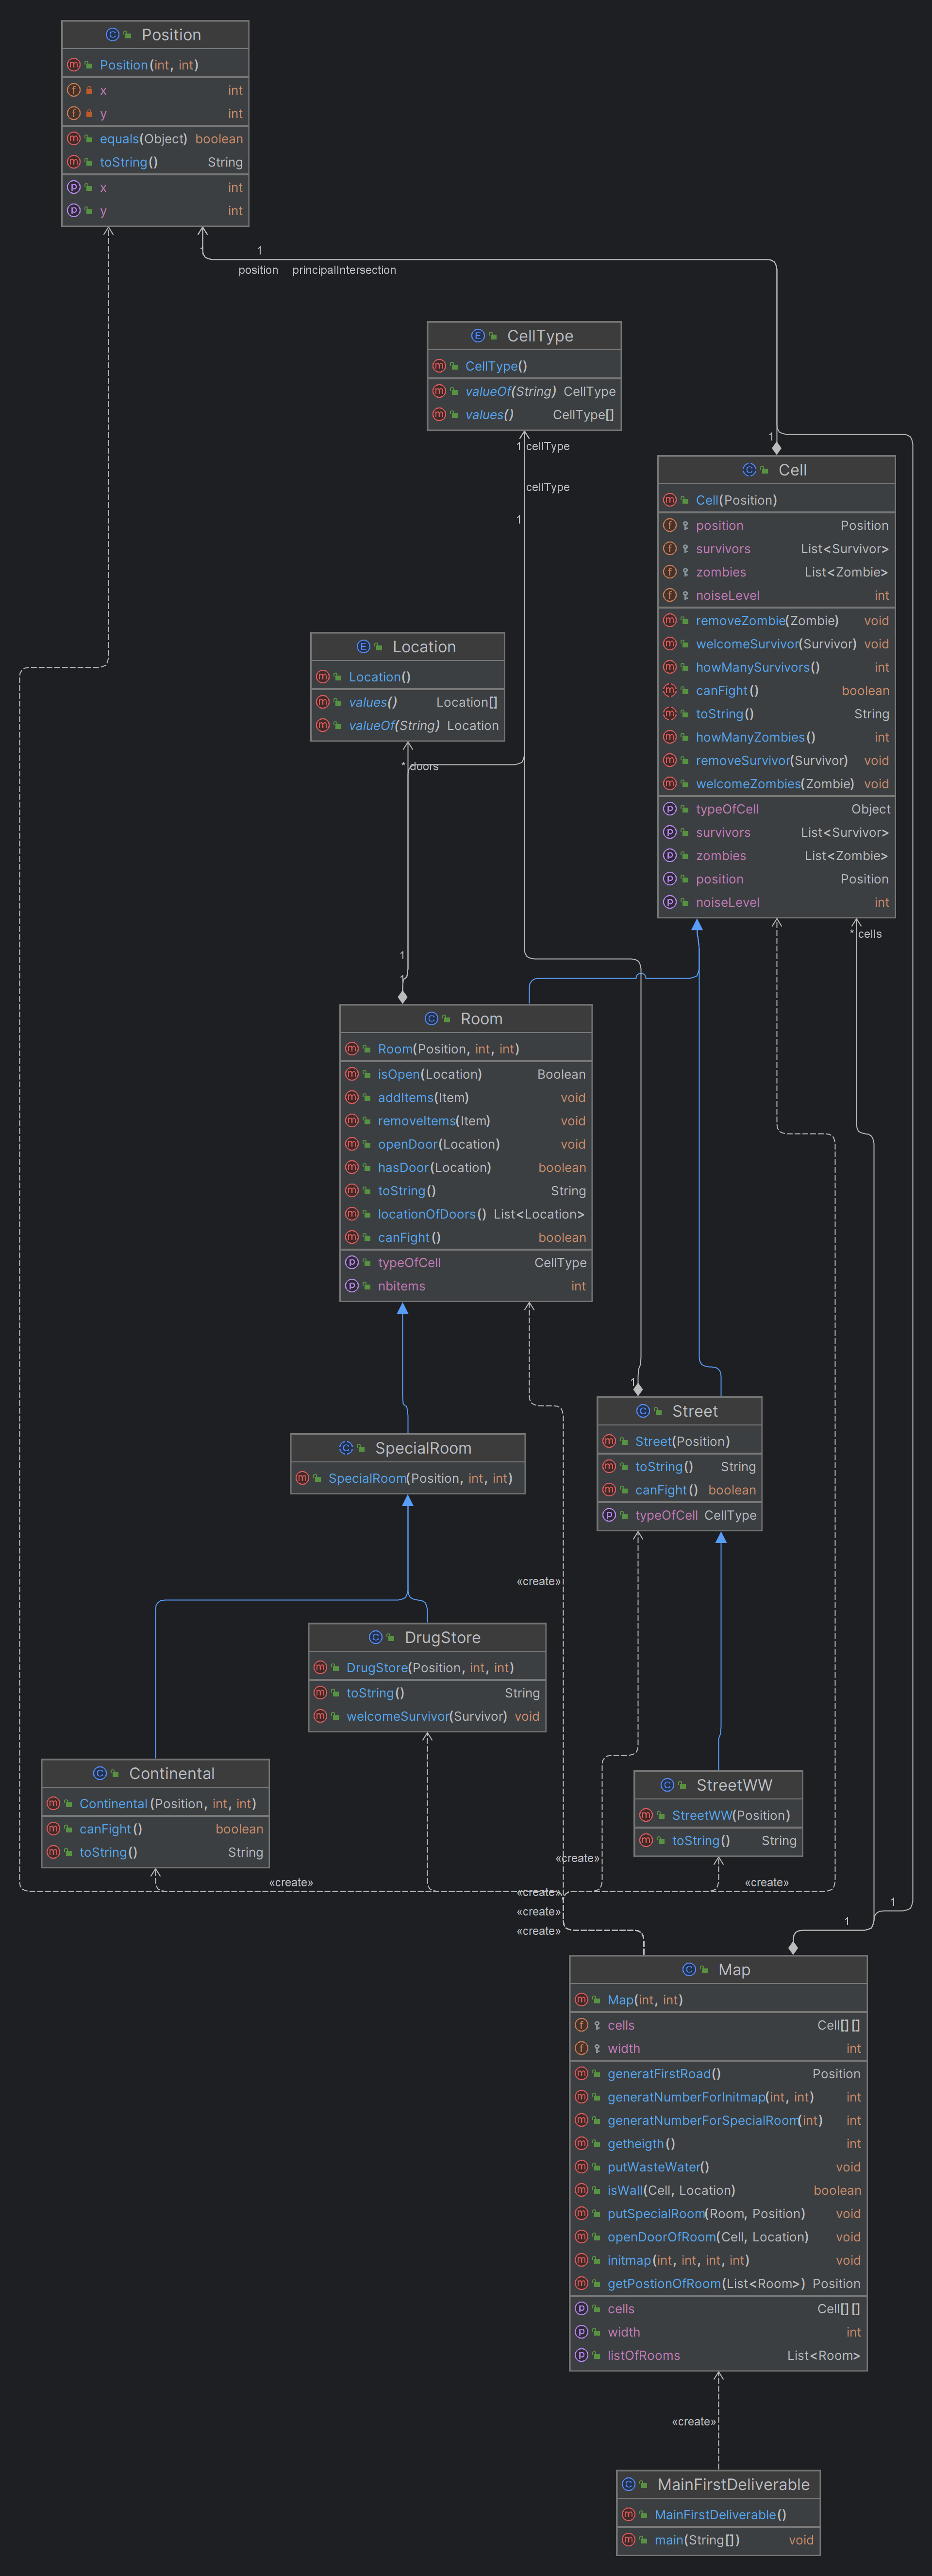 Position
Position(int, int)
x int
y int
equals(Object) boolean
toString() String
x int
y int
1
1
position principalIntersection
CellType
CellType()
valueOf(String) CellType
values() CellType[]
1 cellType
cellType
1
1
Cell
Cell(Position)
position Position
survivors List<Survivor>
zombies List<Zombie>
noiseLevel int
removeZombie(Zombie) void
welcomeSurvivor(Survivor) void
howManySurvivors() int
canFight() boolean
toString() String
howManyZombies() int
removeSurvivor(Survivor) void
welcomeZombies(Zombie) void
typeOfCell Object
survivors List<Survivor>
zombies List<Zombie>
position Position
noiseLevel int
* cells
Location
Location()
values() Location[]
valueOf(String) Location
* doors
1
1
Room
Room(Position, int, int)
isOpen(Location) Boolean
addItems(Item) void
removeItems(Item) void
openDoor(Location) void
hasDoor(Location) boolean
toString() String
locationOfDoors() List<Location>
canFight() boolean
typeOfCell CellType
nbitems int
1
Street
Street(Position)
toString() String
canFight() boolean
typeOfCell CellType
SpecialRoom
SpecialRoom(Position, int, int)
«create»
DrugStore
DrugStore(Position, int, int)
toString() String
welcomeSurvivor(Survivor) void
Continental
Continental(Position, int, int)
canFight() boolean
toString() String
StreetWW
StreetWW(Position)
toString() String
«create»
«create»
«create»
«create»
«create»
«create»
1
1
Map
Map(int, int)
cells Cell[][]
width int
generatFirstRoad() Position
generatNumberForInitmap(int, int) int
generatNumberForSpecialRoom(int) int
getheigth() int
putWasteWater() void
isWall(Cell, Location) boolean
putSpecialRoom(Room, Position) void
openDoorOfRoom(Cell, Location) void
initmap(int, int, int, int) void
getPostionOfRoom(List<Room>) Position
cells Cell[][]
width int
listOfRooms List<Room>
«create»
MainFirstDeliverable
MainFirstDeliverable()
main(String[]) void